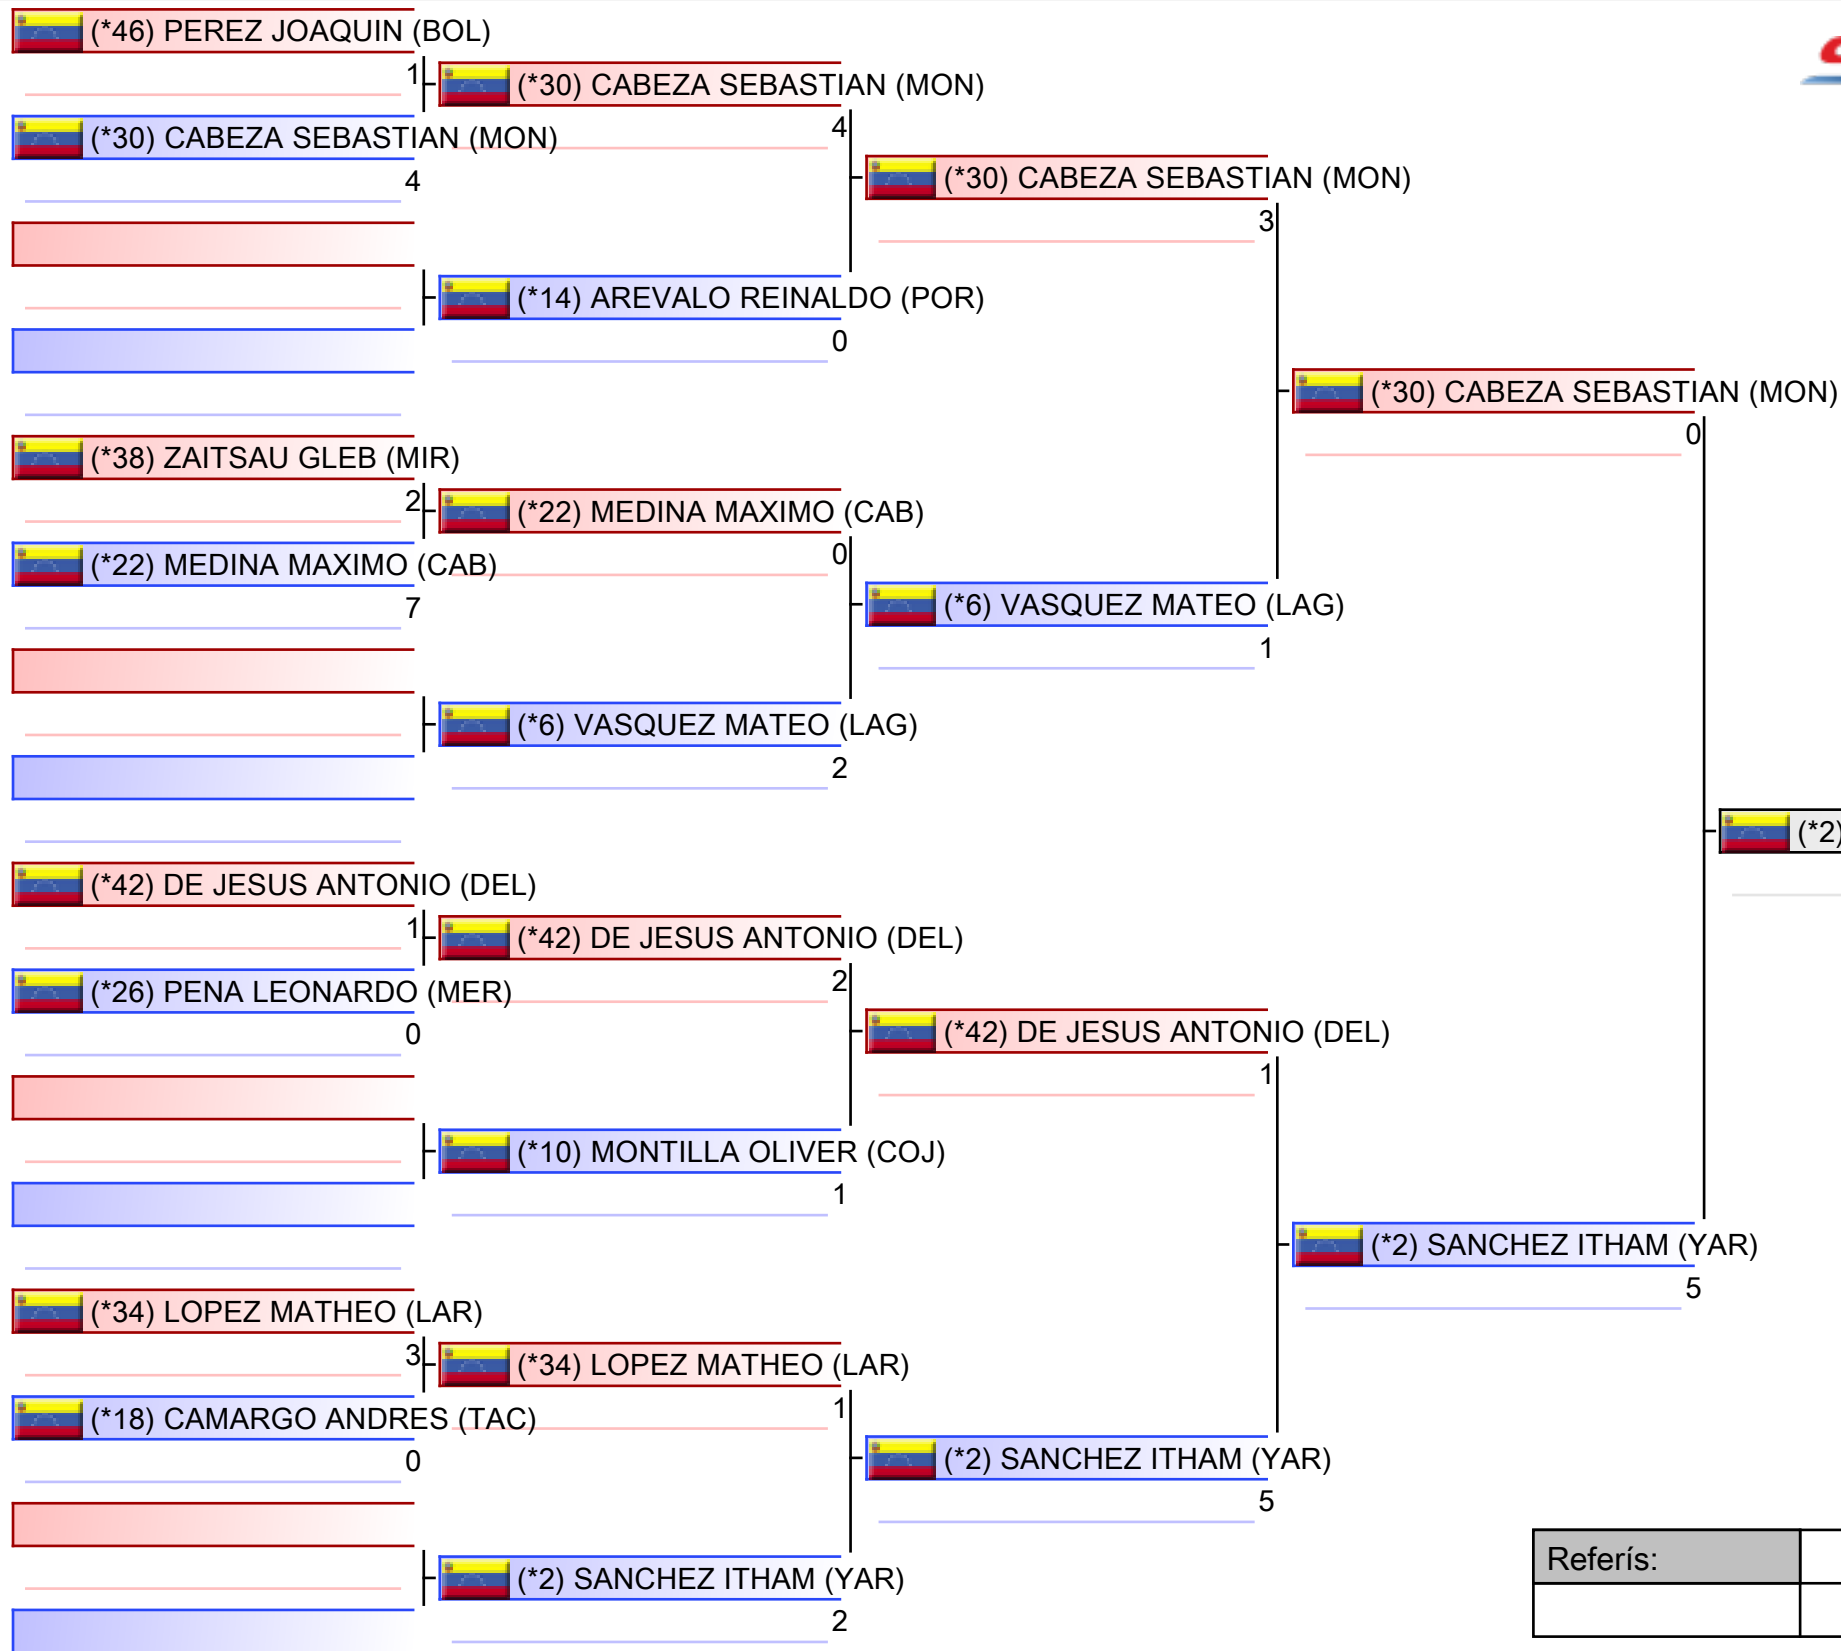 (*46) PEREZ JOAQUIN (BOL)
1
(*30) CABEZA SEBASTIAN (MON)
4
(*30) CABEZA SEBASTIAN (MON)
4
(*14) AREVALO REINALDO (POR)
0
(*30) CABEZA SEBASTIAN (MON)
3
(*38) ZAITSAU GLEB (MIR)
2
(*22) MEDINA MAXIMO (CAB)
7
(*22) MEDINA MAXIMO (CAB)
0
(*6) VASQUEZ MATEO (LAG)
2
(*6) VASQUEZ MATEO (LAG)
1
(*30) CABEZA SEBASTIAN (MON)
0
(*2)
(*42) DE JESUS ANTONIO (DEL)
1
(*26) PENA LEONARDO (MER)
0
(*42) DE JESUS ANTONIO (DEL)
2
(*10) MONTILLA OLIVER (COJ)
1
(*42) DE JESUS ANTONIO (DEL)
1
(*34) LOPEZ MATHEO (LAR)
3
(*18) CAMARGO ANDRES (TAC)
0
(*34) LOPEZ MATHEO (LAR)
1
(*2) SANCHEZ ITHAM (YAR)
2
(*2) SANCHEZ ITHAM (YAR)
5
(*2) SANCHEZ ITHAM (YAR)
5
Referís: